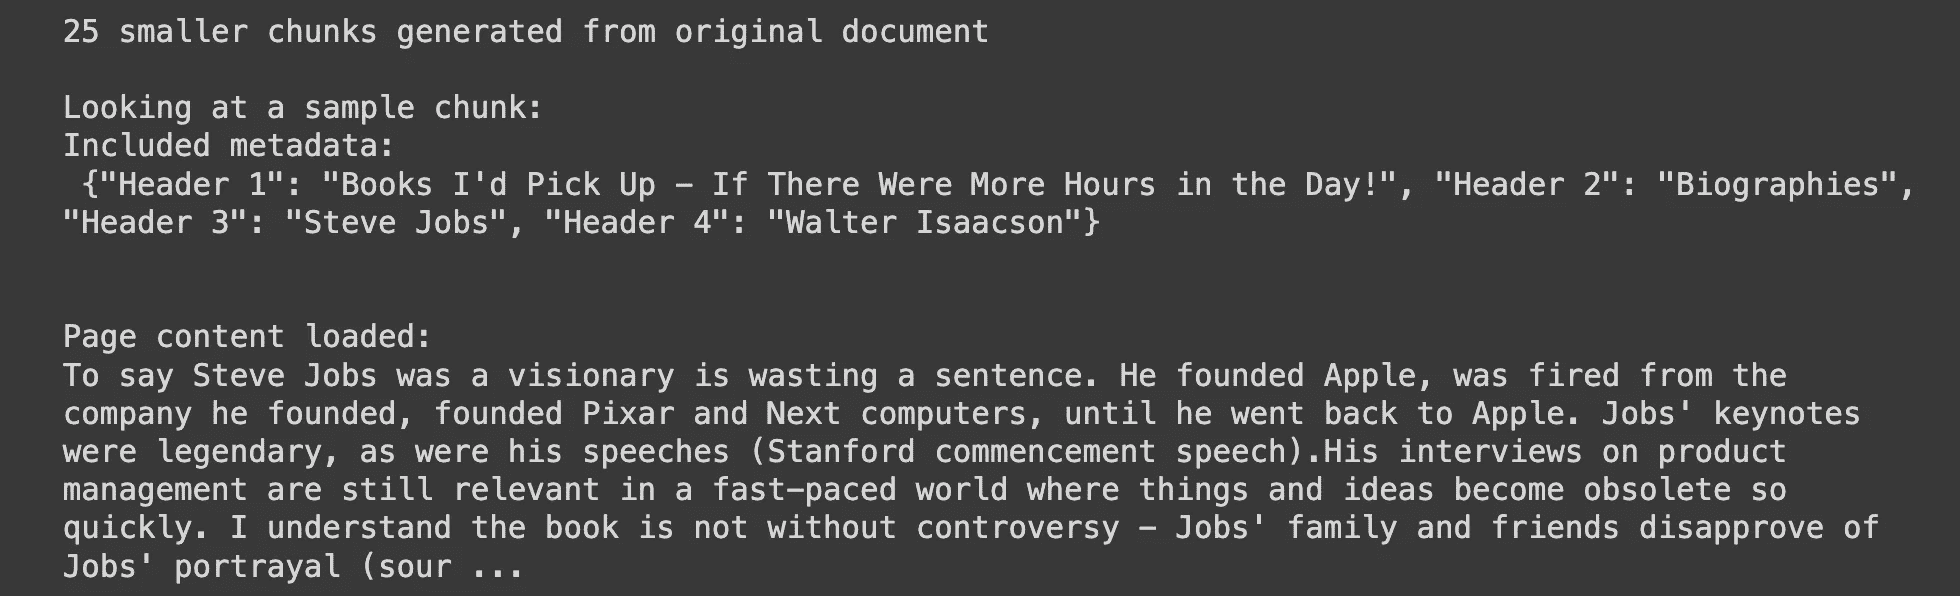 25 smaller chunks generated from original document
Looking at a sample chunk:
Included metadata:
{"Header 1": "Books I'd Pick Up - If There Were More Hours in the Day!", "Header 2": "Biographies",
"Header 3": "Steve Jobs", "Header 4": "Walter Isaacson"}
Page content loaded:
To say Steve Jobs was a visionary is wasting a sentence. He founded Apple, was fired from the
company he founded, founded Pixar and Next computers, until he went back to Apple. Jobs' keynotes
were legendary, as were his speeches (Stanford commencement speech).His interviews on product
management are still relevant in a fast-paced world where things and ideas become obsolete so
quickly. I understand the book is not without controversy - Jobs' family and friends disapprove of
Jobs' portrayal (sour ...